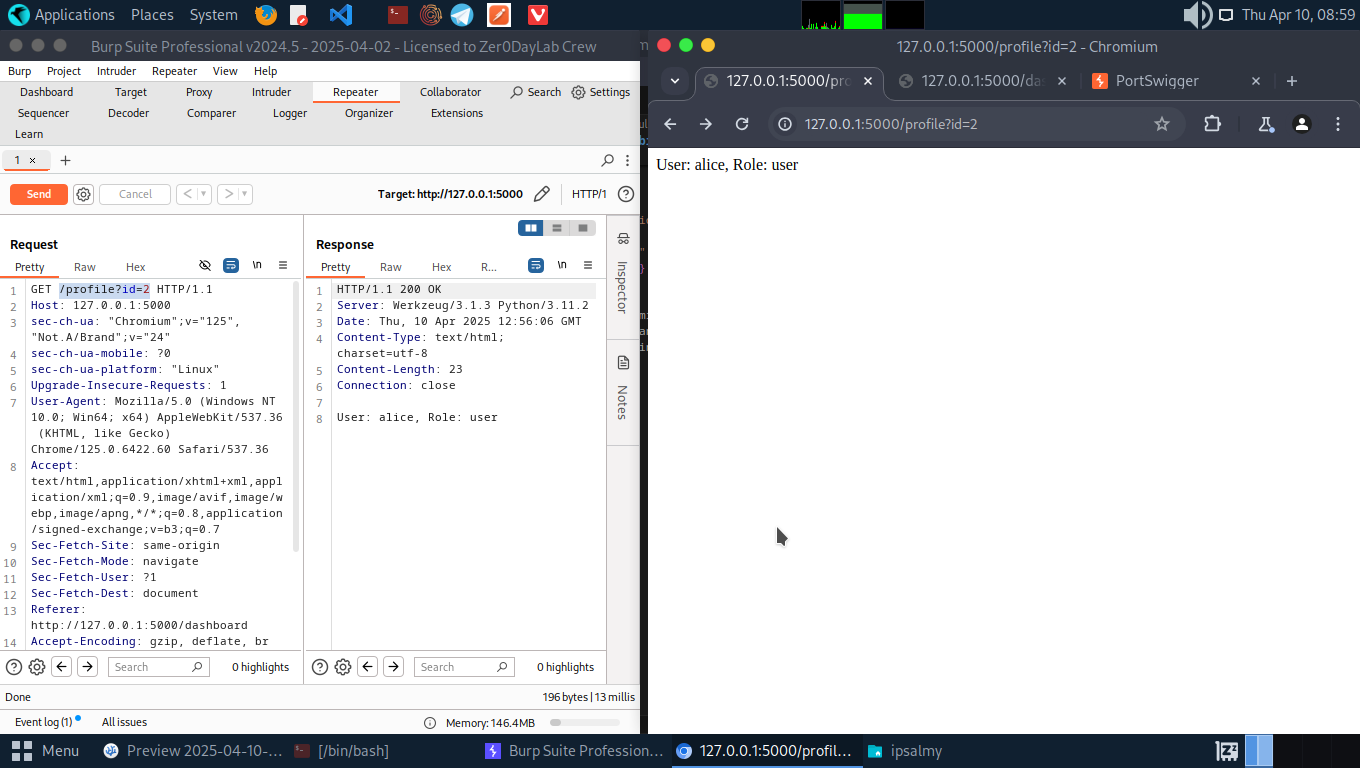 Applications Places System
Thu Apr 10, 08:59
Burp Suite Professional v2024.5 - 2025-04-02 - Licensed to Zer0DayLab Crew
Burp Project Intruder Repeater View Help
Dashboard Target Proxy Intruder Repeater Collaborator Search Settings
Sequencer Decoder Comparer Logger Organizer Extensions
Learn
1 × +
Send Cancel < > Target: http://127.0.0.1:5000 HTTP/1 ?
Request
Pretty Raw Hex \n
1 GET /profile?id=2 HTTP/1.1
2 Host: 127.0.0.1:5000
3 sec-ch-ua: "Chromium";v="125",
"Not.A/Brand";v="24"
4 sec-ch-ua-mobile: ?0
5 sec-ch-ua-platform: "Linux"
6 Upgrade-Insecure-Requests: 1
7 User-Agent: Mozilla/5.0 (Windows NT
10.0; Win64; x64) AppleWebKit/537.36
(KHTML, like Gecko)
Chrome/125.0.6422.60 Safari/537.36
8 Accept:
text/html,application/xhtml+xml,appl
ication/xml;q=0.9,image/avif,image/w
ebp,image/apng,*/*;q=0.8,application
/signed-exchange;v=b3;q=0.7
9 Sec-Fetch-Site: same-origin
10 Sec-Fetch-Mode: navigate
11 Sec-Fetch-User: ?1
12 Sec-Fetch-Dest: document
13 Referer:
http://127.0.0.1:5000/dashboard
14 Accept-Encoding: gzip, deflate, br
Search 0 highlights
Response
Pretty Raw Hex R... \n
1 HTTP/1.1 200 OK
2 Server: Werkzeug/3.1.3 Python/3.11.2
3 Date: Thu, 10 Apr 2025 12:56:06 GMT
4 Content-Type: text/html;
charset=utf-8
5 Content-Length: 23
6 Connection: close
7
8 User: alice, Role: user
Search 0 highlights
Inspector
Notes
Done 196 bytes | 13 millis
Event log (1) All issues Memory: 146.4MB
127.0.0.1:5000/profile?id=2 - Chromium
127.0.0.1:5000/pro × 127.0.0.1:5000/da × PortSwigger × +
127.0.0.1:5000/profile?id=2
User: alice, Role: user
Menu Preview 2025-04-10-... [/bin/bash] Burp Suite Profession... 127.0.0.1:5000/profil... ipsalmy